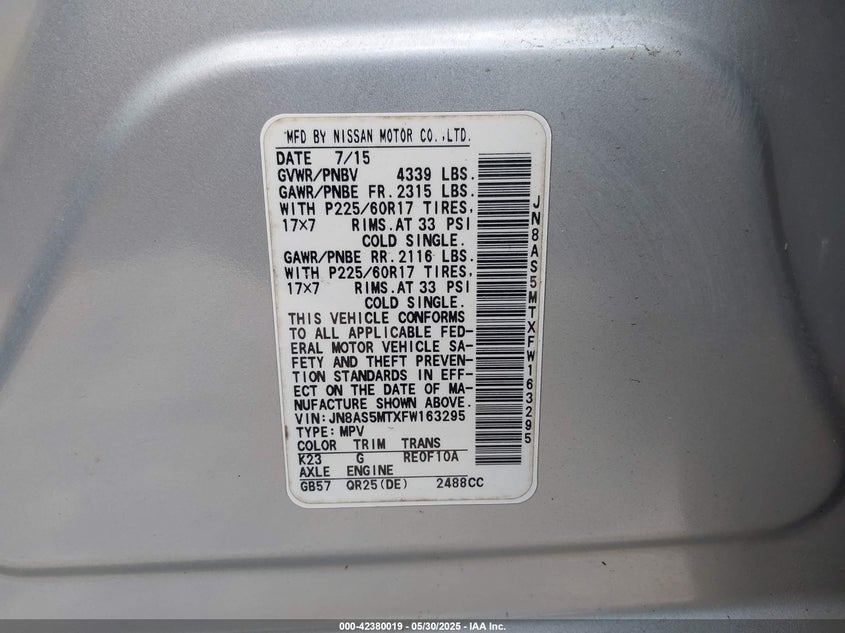 MFD BY NISSAN MOTOR CO.,LTD.
DATE 7/15
GVWR/PNBV 4339 LBS.
GAWR/PNBE FR.2315 LBS.
WITH P225/60R17 TIRES,
17×7 RIMS.AT 33 PSI
COLD SINGLE.
GAWR/PNBE RR.2116 LBS.
WITH P225/60R17 TIRES,
17×7 RIMS.AT 33 PSI
COLD SINGLE.
THIS VEHICLE CONFORMS
TO ALL APPLICABLE FED-
ERAL MOTOR VEHICLE SA-
FETY AND THEFT PREVEN-
TION STANDARDS IN EFF-
ECT ON THE DATE OF MA-
NUFACTURE SHOWN ABOVE.
VIN:JN8AS5MTXFW163295
TYPE:MPV
COLOR TRIM TRANS
K23 G RE0F10A
AXLE ENGINE
GB57 QR25(DE) 2488CC
JN8AS5MTXFW163295
000-42380019 - 05/30/2025 - IAA Inc.